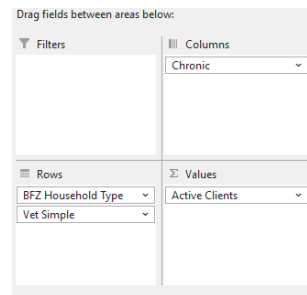 Drag fields between areas below:
Filters
Columns
Chronic
Rows
BFZ Household Type
Vet Simple
Σ Values
Active Clients